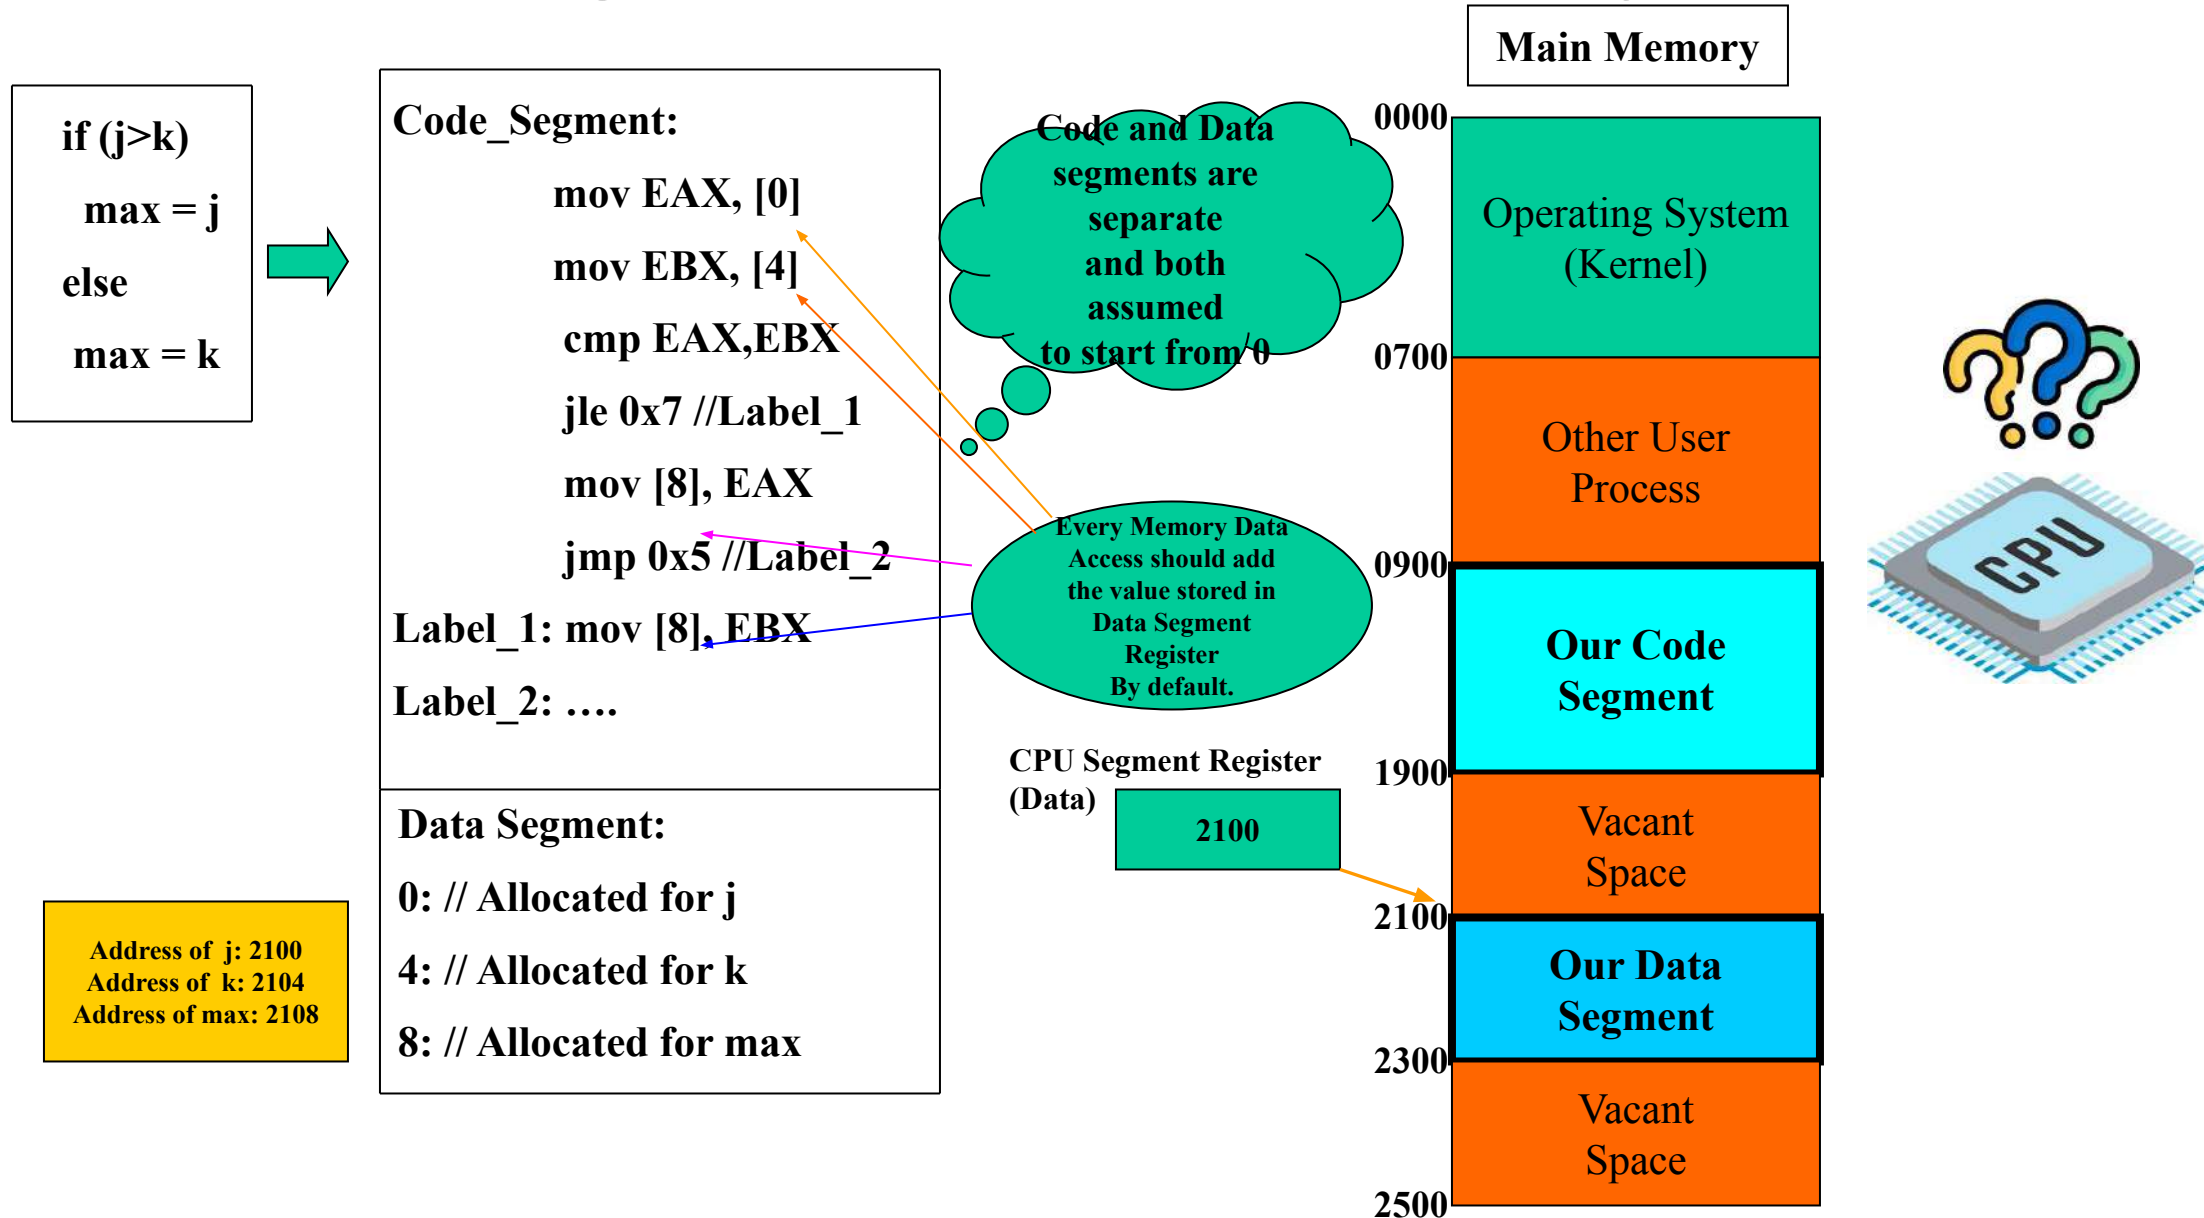 if (j>k)
max = j
else
max = k
Code_Segment:
mov EAX, [0]
mov EBX, [4]
cmp EAX,EBX
jle 0x7 //Label_1
mov [8], EAX
jmp 0x5 //Label_2
Label_1: mov [8], EBX
Label_2: ….
Data Segment:
0: // Allocated for j
4: // Allocated for k
8: // Allocated for max
Address of j: 2100
Address of k: 2104
Address of max: 2108
Code and Data
segments are
separate
and both
assumed
to start from 0
Every Memory Data
Access should add
the value stored in
Data Segment
Register
By default.
CPU Segment Register
(Data)
2100
Main Memory
0000
Operating System
(Kernel)
0700
Other User
Process
0900
Our Code
Segment
1900
Vacant
Space
2100
Our Data
Segment
2300
Vacant
Space
2500
CPU